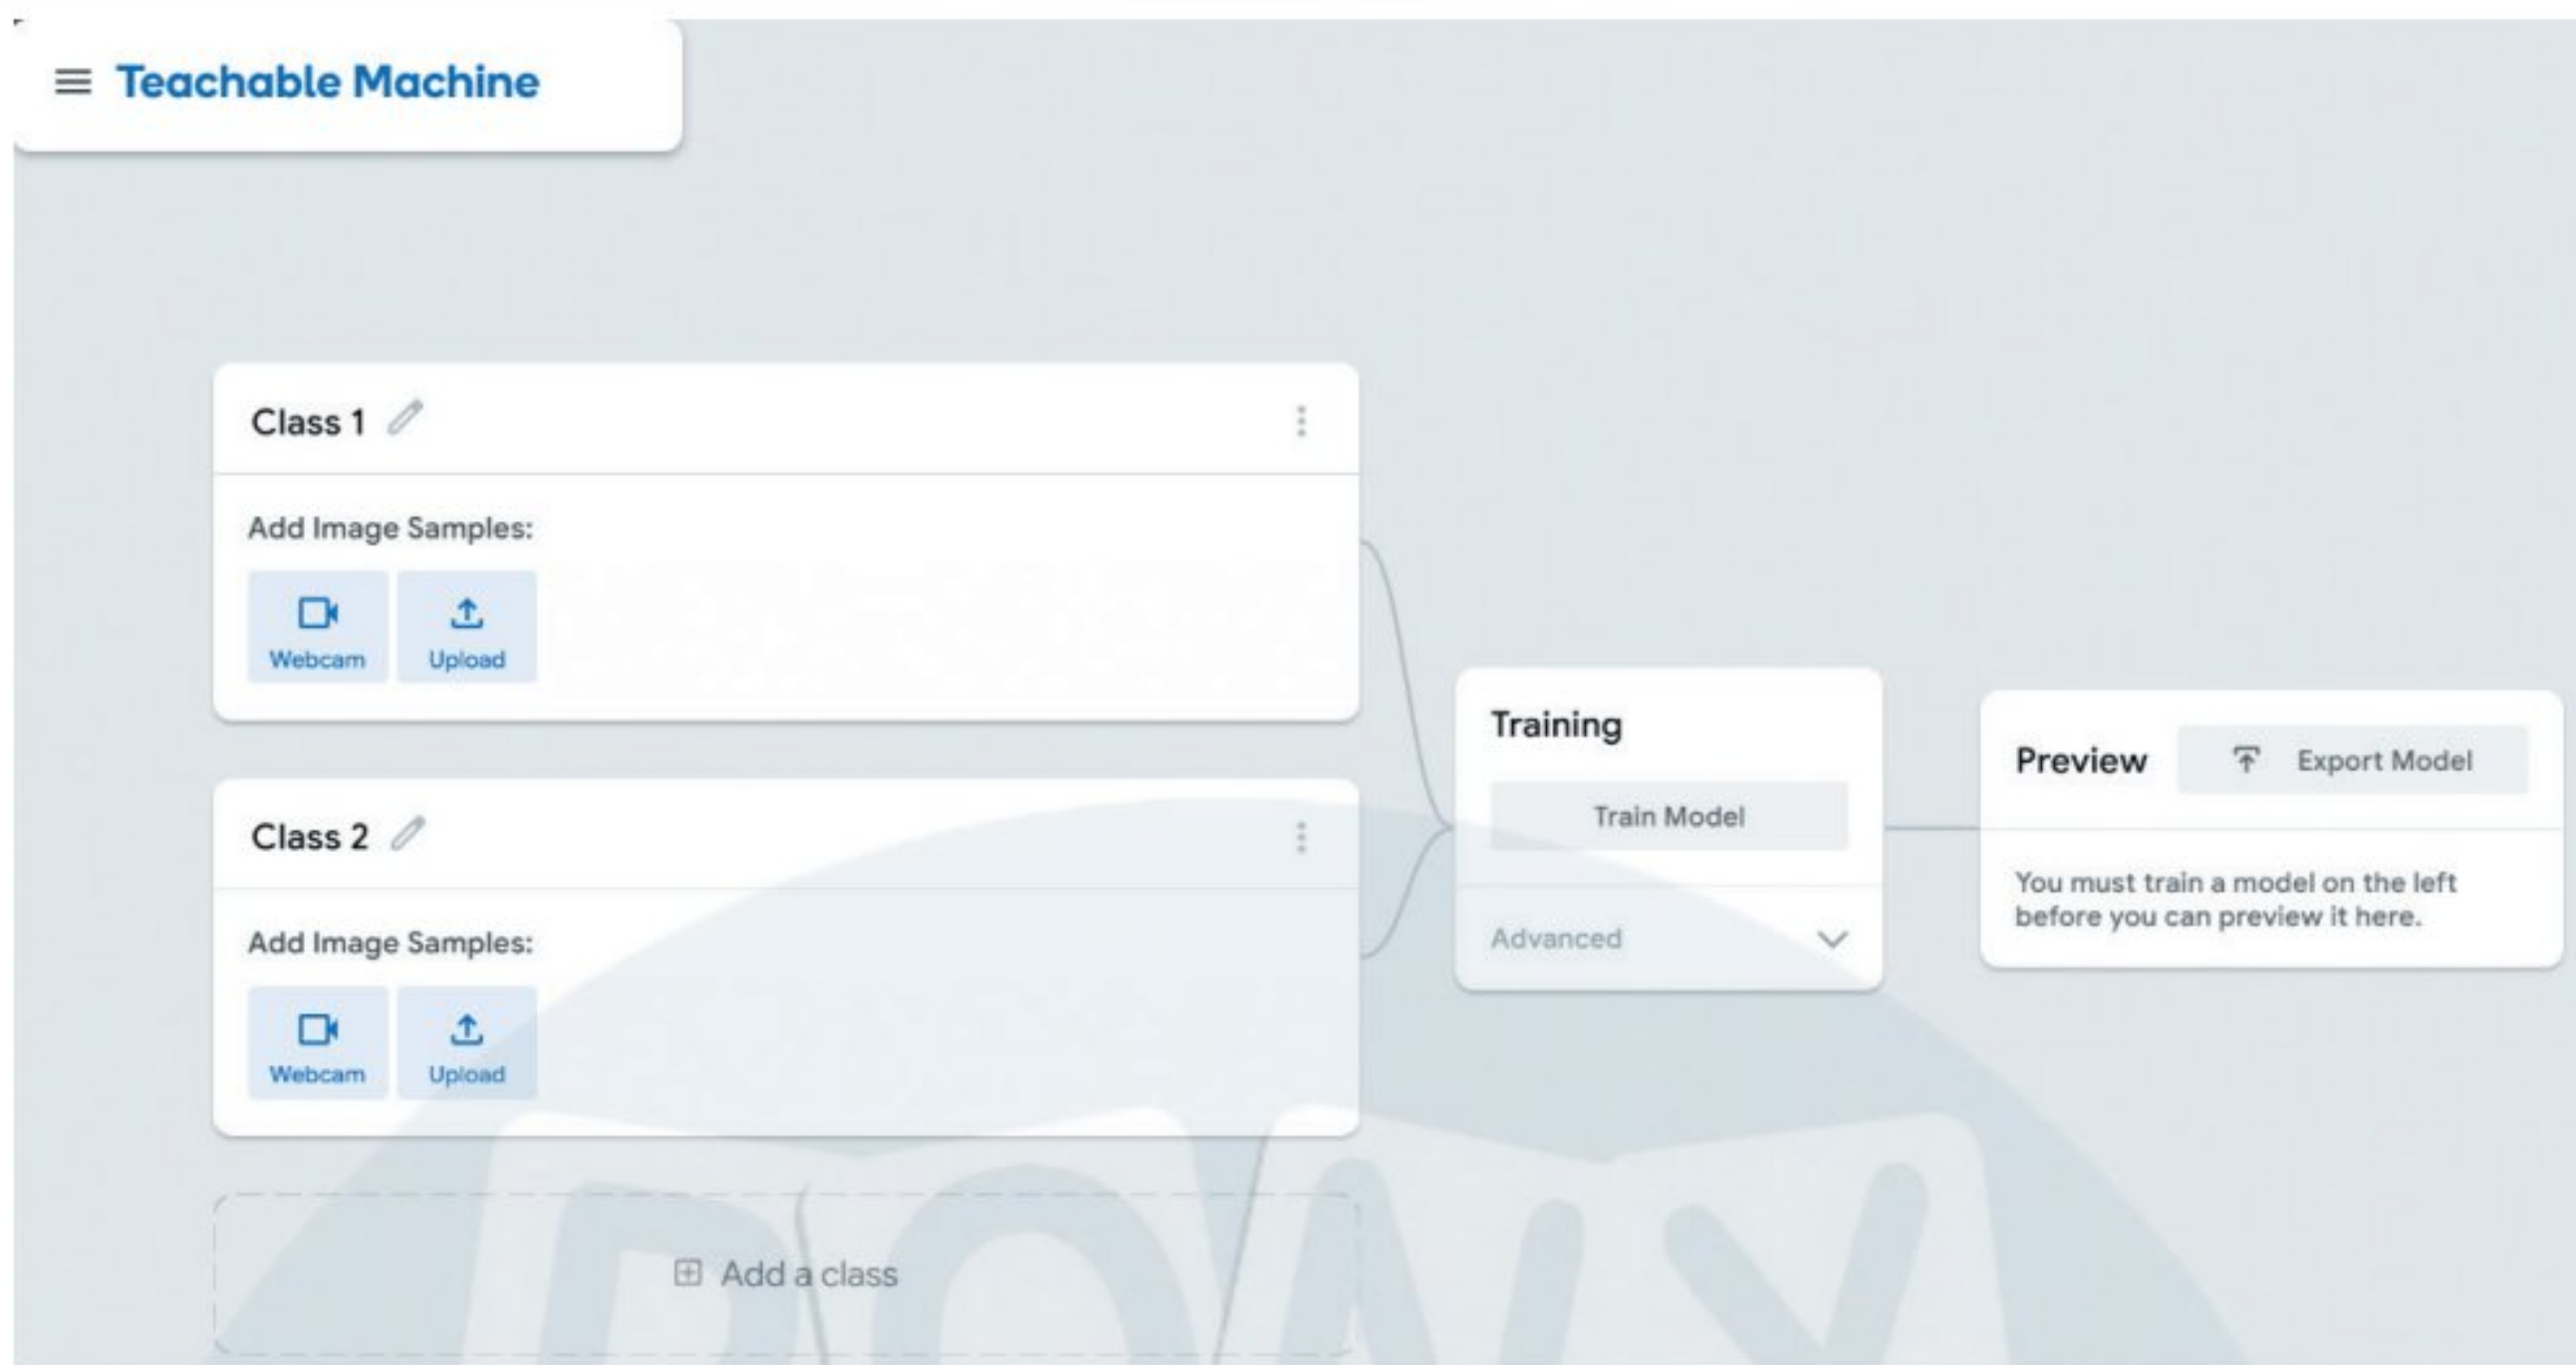 Teachable Machine
Class 1
Add Image Samples:
Webcam
Upload
Class 2
Add Image Samples:
Webcam
Upload
Add a class
Training
Train Model
Advanced
Preview
Export Model
You must train a model on the left
before you can preview it here.